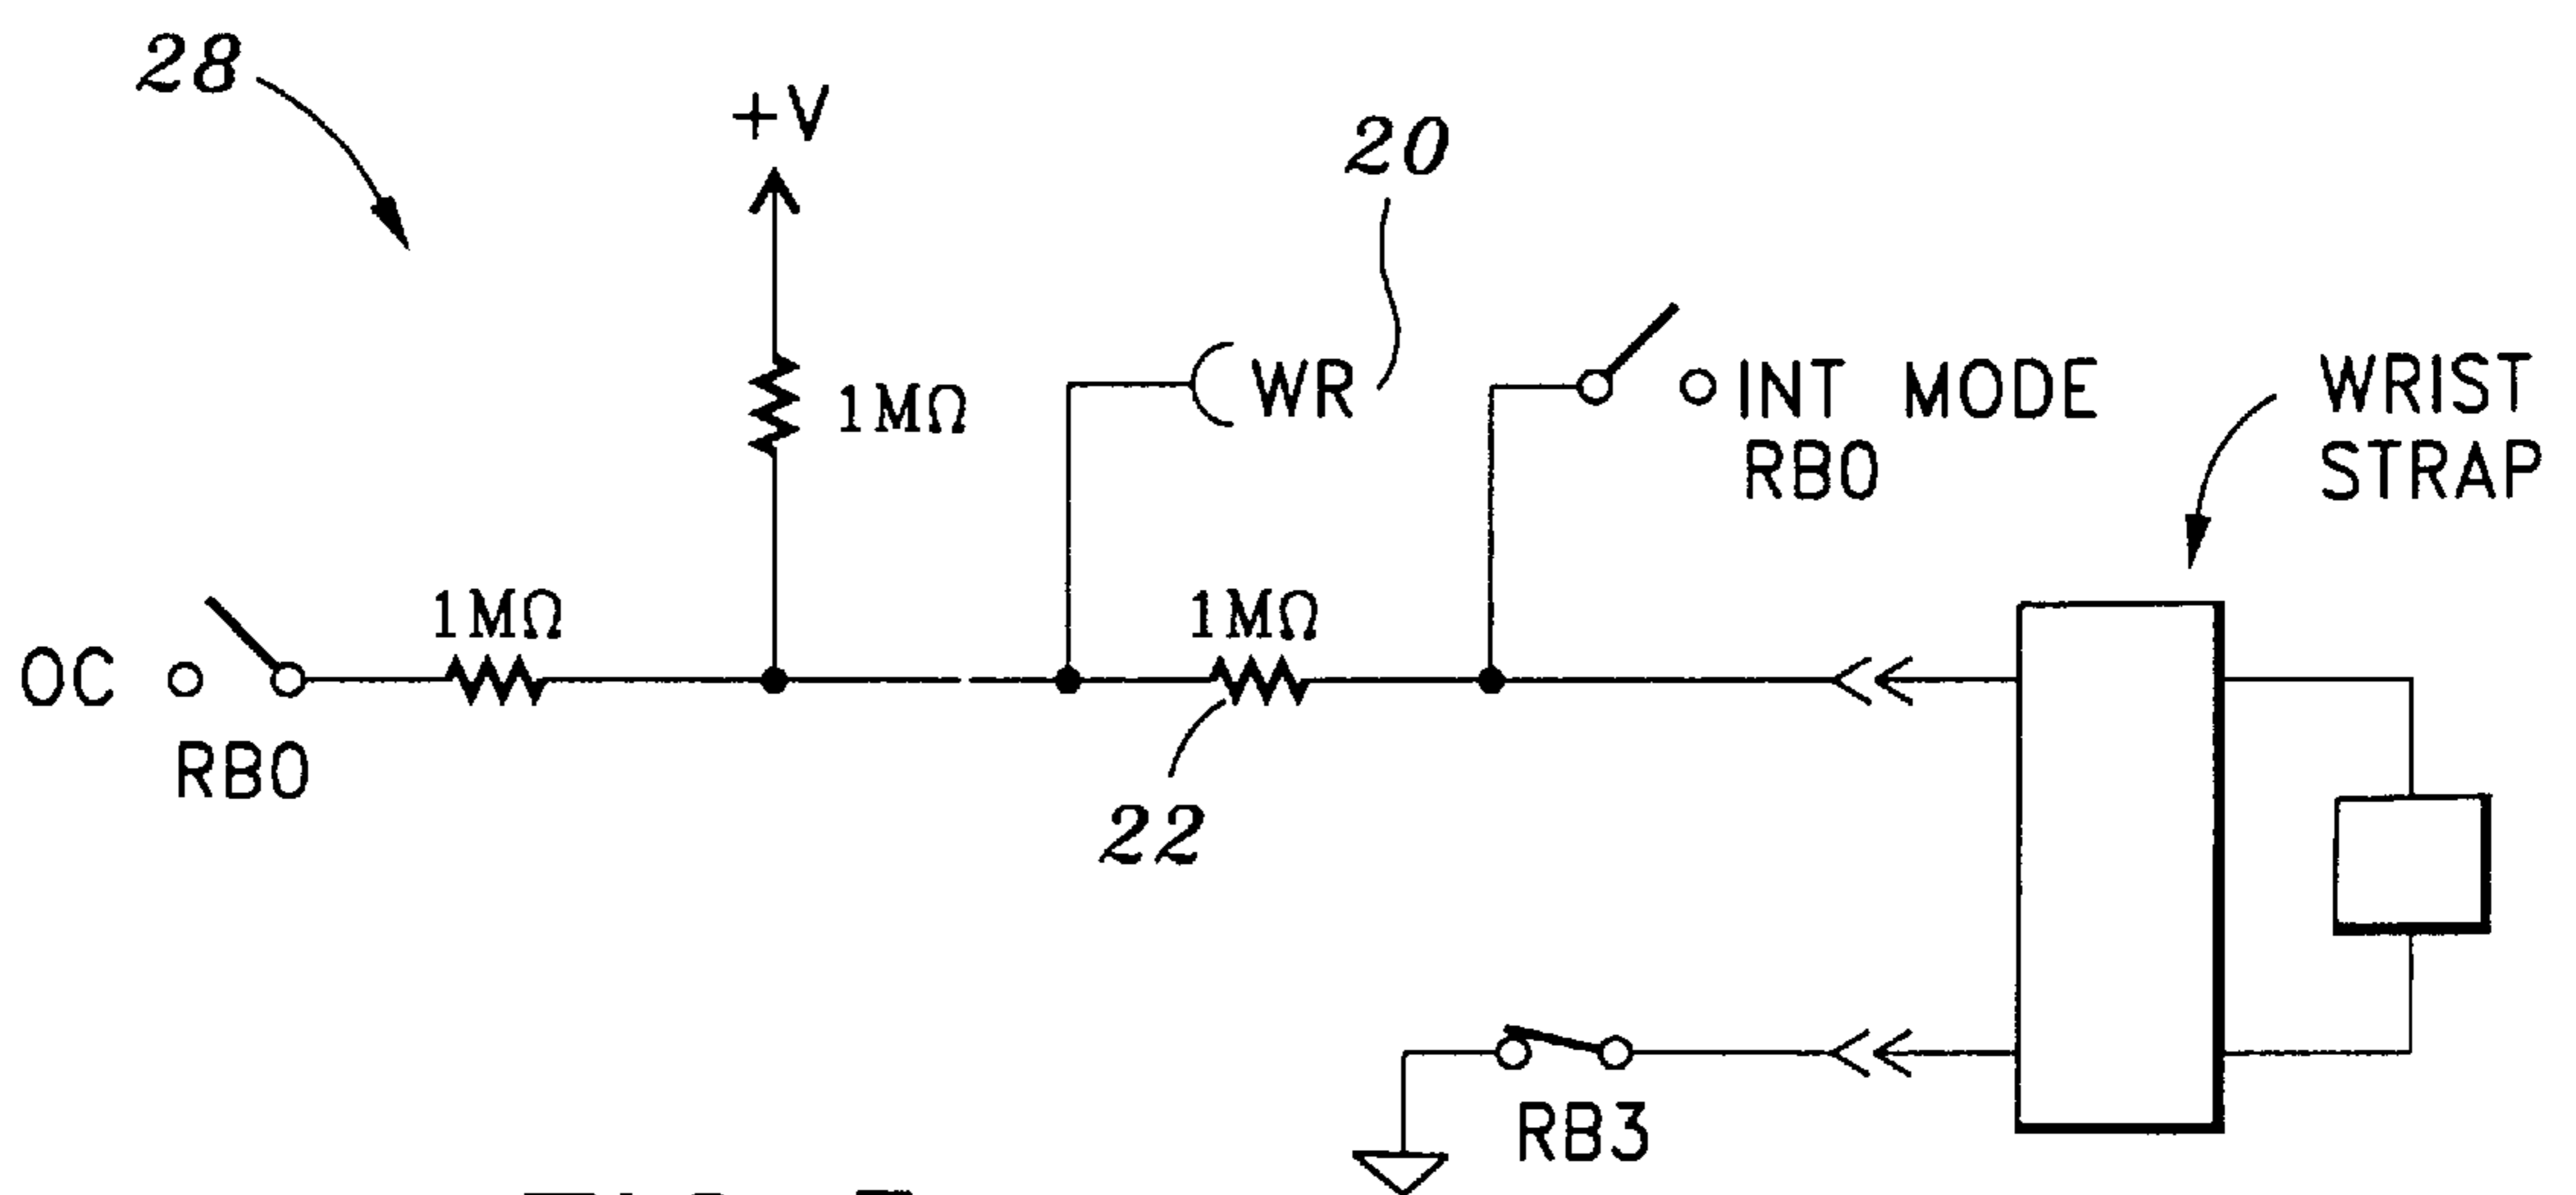 28
+V
20
1MΩ
WR
INT MODE
RB0
WRIST
STRAP
1MΩ
1MΩ
OC
RB0
22
RB3